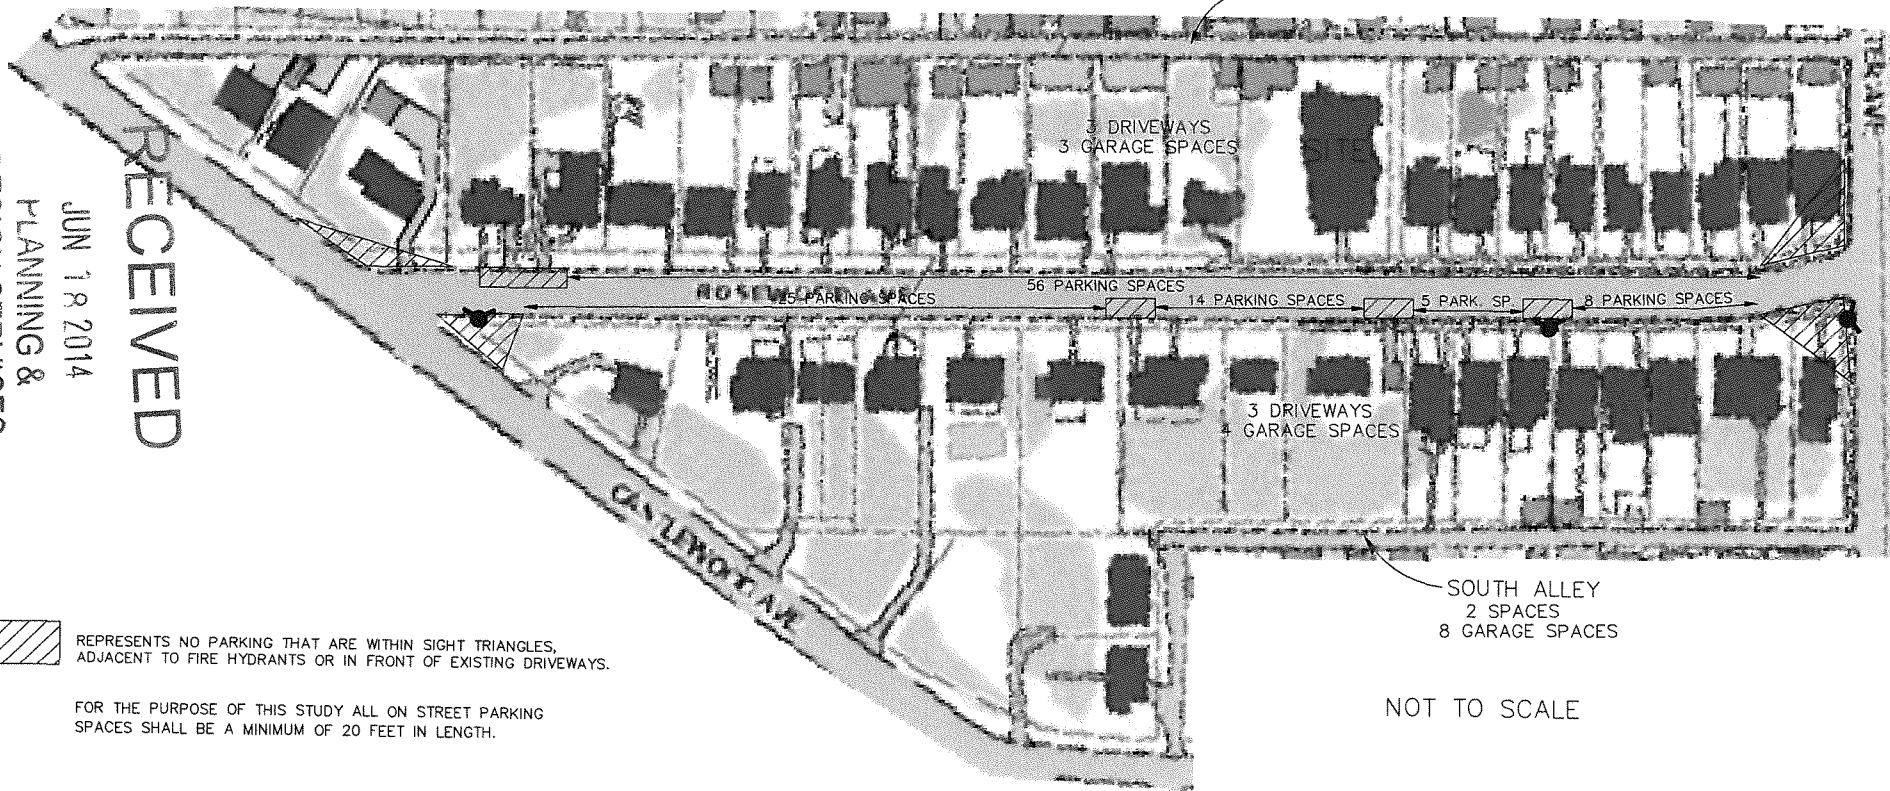 3 DRIVEWAYS
3 GARAGE SPACES
SITE
56 PARKING SPACES
ROSEWOOD AVE
25 PARKING SPACES
14 PARKING SPACES
5 PARK. SP.
8 PARKING SPACES
3 DRIVEWAYS
4 GARAGE SPACES
SOUTH ALLEY
2 SPACES
8 GARAGE SPACES
NOT TO SCALE
RECEIVED
JUN 18 2014
PLANNING &
REPRESENTS NO PARKING THAT ARE WITHIN SIGHT TRIANGLES,
ADJACENT TO FIRE HYDRANTS OR IN FRONT OF EXISTING DRIVEWAYS.
FOR THE PURPOSE OF THIS STUDY ALL ON STREET PARKING
SPACES SHALL BE A MINIMUM OF 20 FEET IN LENGTH.